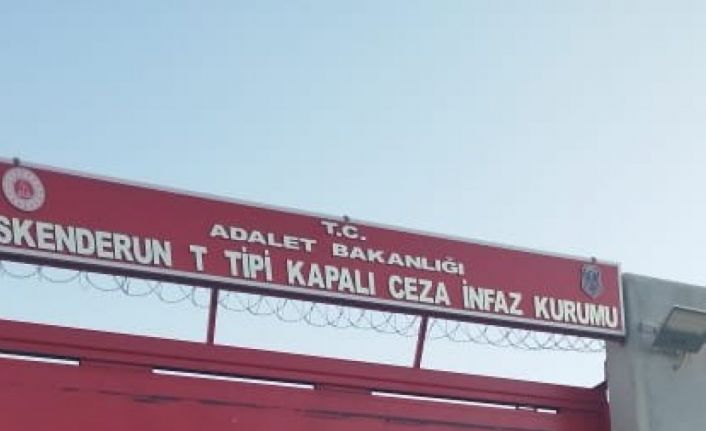 T.C.
ADALET BAKANLIĞI
SKENDERUN T TİPİ KAPALI CEZA İNFAZ KURUMU